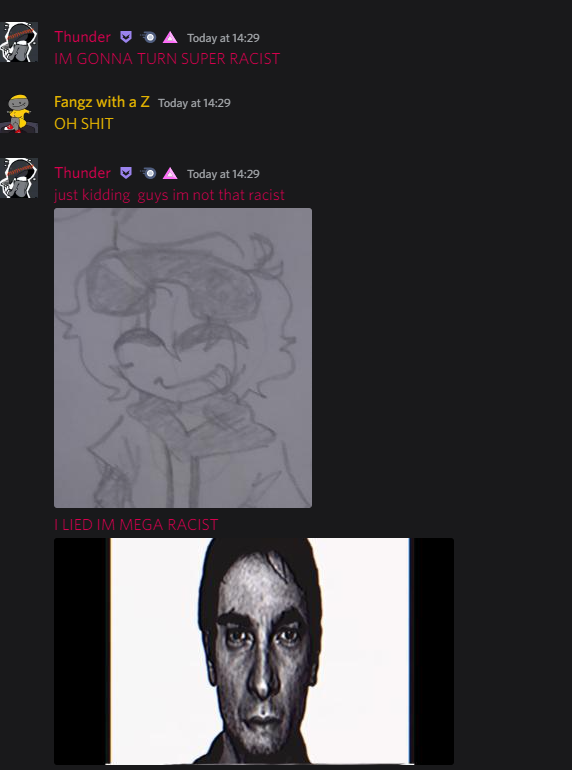 Thunder Today at 14:29
IM GONNA TURN SUPER RACIST
Fangz with a Z Today at 14:29
OH SHIT
Thunder Today at 14:29
just kidding guys im not that racist
I LIED IM MEGA RACIST